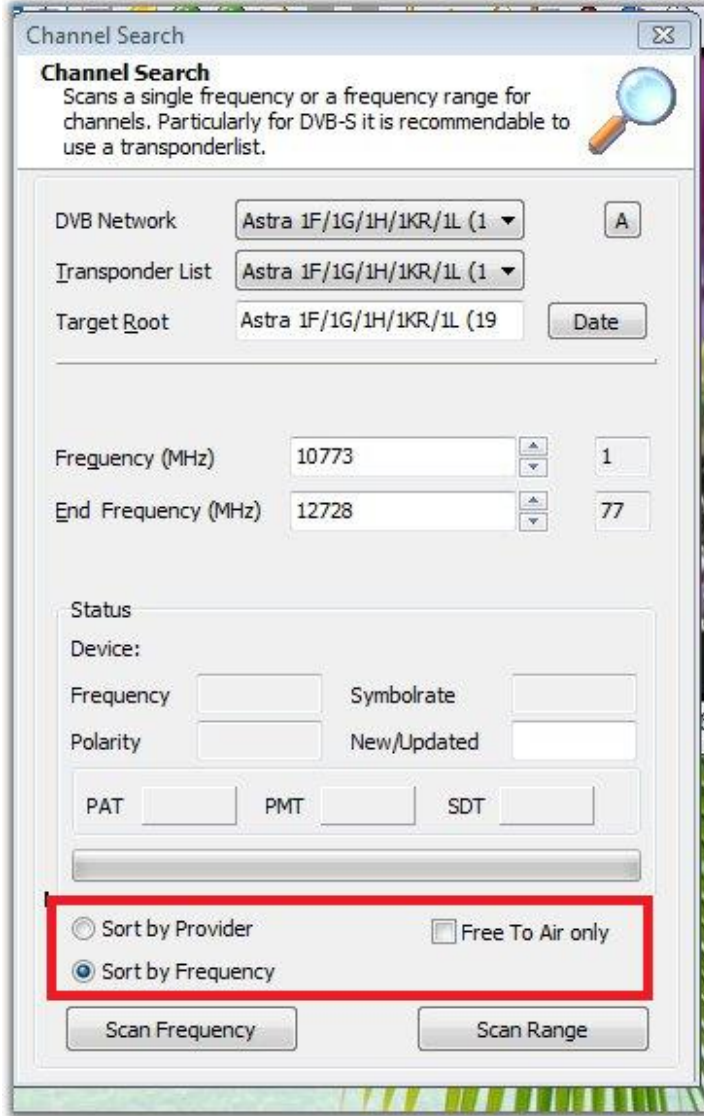 Channel Search
Channel Search
Scans a single frequency or a frequency range for
channels. Particularly for DVB-S it is recommendable to
use a transponderlist.
DVB Network Astra 1F/1G/1H/1KR/1L (1 A
Transponder List Astra 1F/1G/1H/1KR/1L (1
Target Root Astra 1F/1G/1H/1KR/1L (19 Date
Frequency (MHz) 10773 1
End Frequency (MHz) 12728 77
Status
Device:
Frequency Symbolrate
Polarity New/Updated
PAT PMT SDT
Sort by Provider Free To Air only
Sort by Frequency
Scan Frequency Scan Range